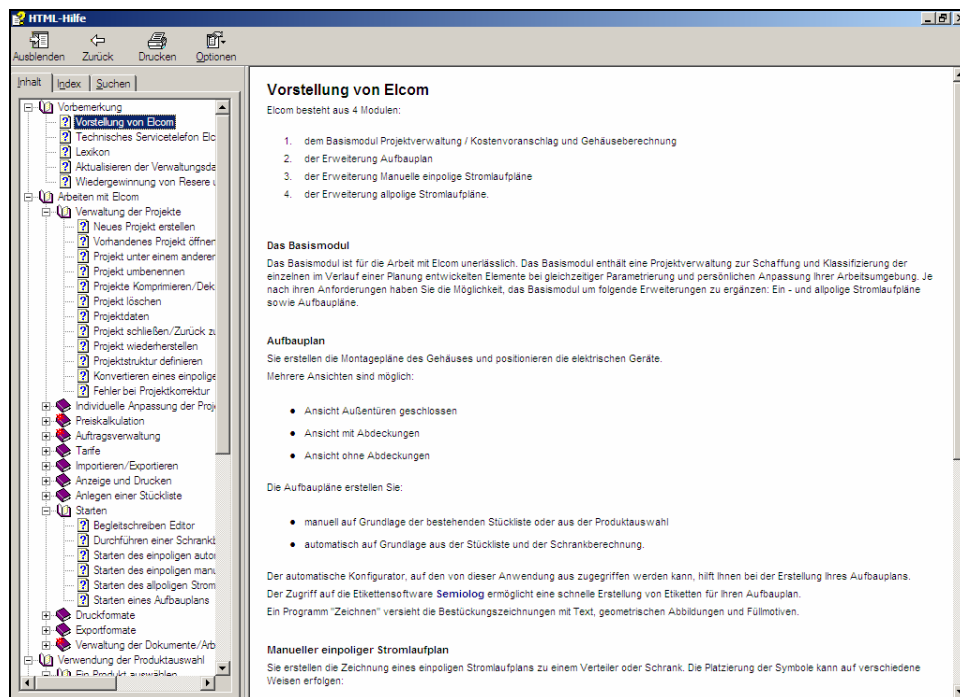 HTML-Hilfe
Ausblenden Zurück Drucken Optionen
Inhalt Index Suchen
Vorbemerkung
Vorstellung von Elcom
Technisches Servicetelefon Elc
Lexikon
Aktualisieren der Verwaltungsda
Wiedergewinnung von Resere u
Arbeiten mit Elcom
Verwaltung der Projekte
Neues Projekt erstellen
Vorhandenes Projekt öffnen
Projekt unter einem anderen
Projekt umbenennen
Projekte Komprimieren/Dek
Projekt löschen
Projektdaten
Projekt schließen/Zurück zu
Projekt wiederherstellen
Projektstruktur definieren
Konvertieren eines einpolige
Fehler bei Projektkorrektur
Individuelle Anpassung der Proj
Preiskalkulation
Auftragsverwaltung
Tarife
Importieren/Exportieren
Anzeige und Drucken
Anlegen einer Stückliste
Starten
Begleitschreiben Editor
Durchführen einer Schrankb
Starten des einpoligen autor
Starten des einpoligen manu
Starten des allpoligen Strom
Starten eines Aufbauplans
Druckformate
Exportformate
Verwaltung der Dokumente/Arb
Verwendung der Produktauswahl
Ein Produkt auswählen
Vorstellung von Elcom
Elcom besteht aus 4 Modulen:
1. dem Basismodul Projektverwaltung / Kostenvoranschlag und Gehäuseberechnung
2. der Erweiterung Aufbauplan
3. der Erweiterung Manuelle einpolige Stromlaufpläne
4. der Erweiterung allpolige Stromlaufpläne.
Das Basismodul
Das Basismodul ist für die Arbeit mit Elcom unerlässlich. Das Basismodul enthält eine Projektverwaltung zur Schaffung und Klassifizierung der
einzelnen im Verlauf einer Planung entwickelten Elemente bei gleichzeitiger Parametrierung und persönlichen Anpassung Ihrer Arbeitsumgebung. Je
nach ihren Anforderungen haben Sie die Möglichkeit, das Basismodul um folgende Erweiterungen zu ergänzen: Ein - und allpolige Stromlaufpläne
sowie Aufbaupläne.
Aufbauplan
Sie erstellen die Montagepläne des Gehäuses und positionieren die elektrischen Geräte.
Mehrere Ansichten sind möglich:
● Ansicht Außentüren geschlossen
● Ansicht mit Abdeckungen
● Ansicht ohne Abdeckungen
Die Aufbaupläne erstellen Sie:
● manuell auf Grundlage der bestehenden Stückliste oder aus der Produktauswahl
● automatisch auf Grundlage aus der Stückliste und der Schrankberechnung.
Der automatische Konfigurator, auf den von dieser Anwendung aus zugegriffen werden kann, hilft Ihnen bei der Erstellung Ihres Aufbauplans.
Der Zugriff auf die Etikettensoftware Semiolog ermöglicht eine schnelle Erstellung von Etiketten für Ihren Aufbauplan.
Ein Programm "Zeichnen" versieht die Bestückungszeichnungen mit Text, geometrischen Abbildungen und Füllmotiven.
Manueller einpoliger Stromlaufplan
Sie erstellen die Zeichnung eines einpoligen Stromlaufplans zu einem Verteiler oder Schrank. Die Platzierung der Symbole kann auf verschiedene
Weisen erfolgen: